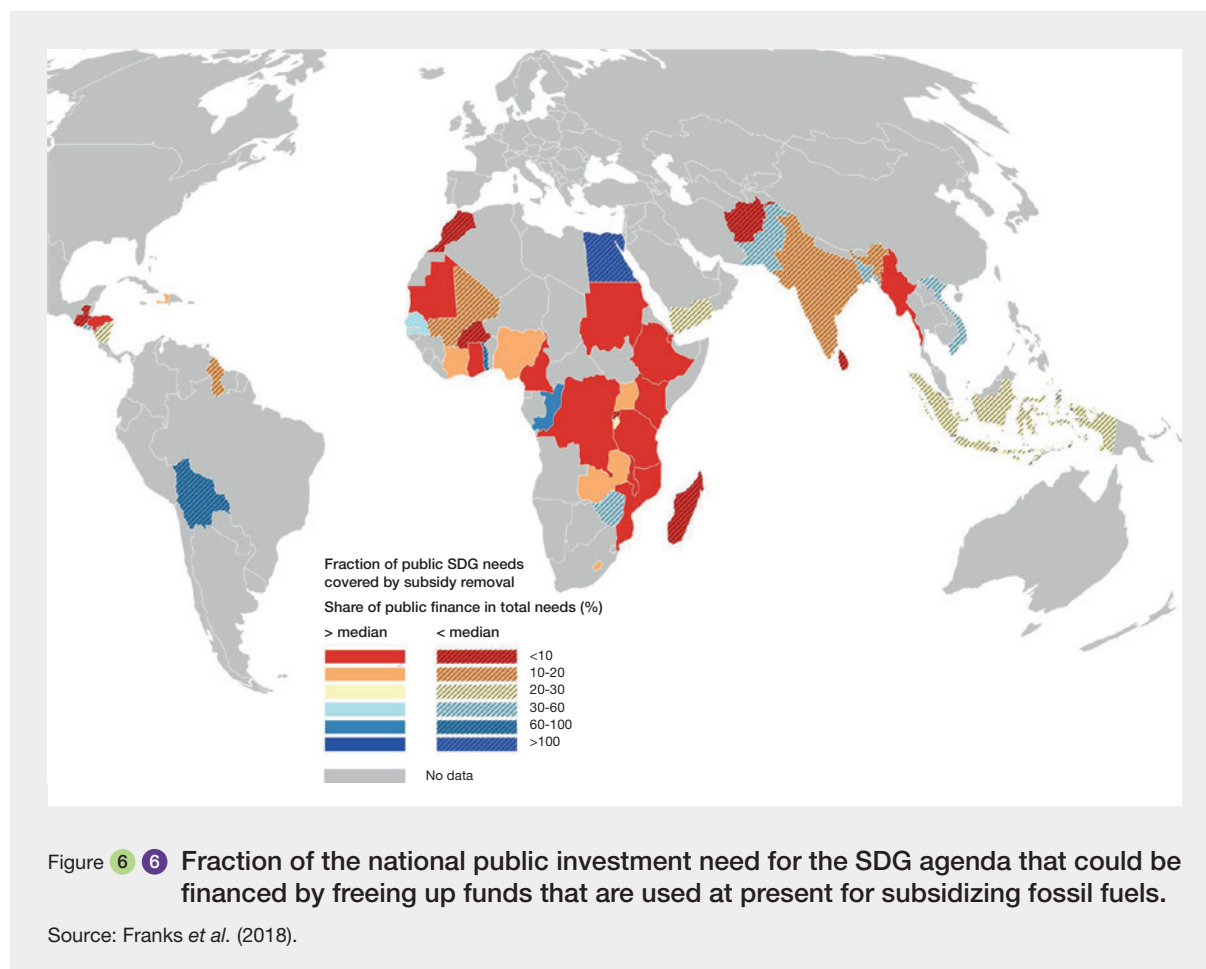 Fraction of public SDG needs
covered by subsidy removal
Share of public finance in total needs (%)
> median < median
<10
10-20
20-30
30-60
60-100
>100
No data
Figure 6 6 Fraction of the national public investment need for the SDG agenda that could be
financed by freeing up funds that are used at present for subsidizing fossil fuels.
Source: Franks et al. (2018).